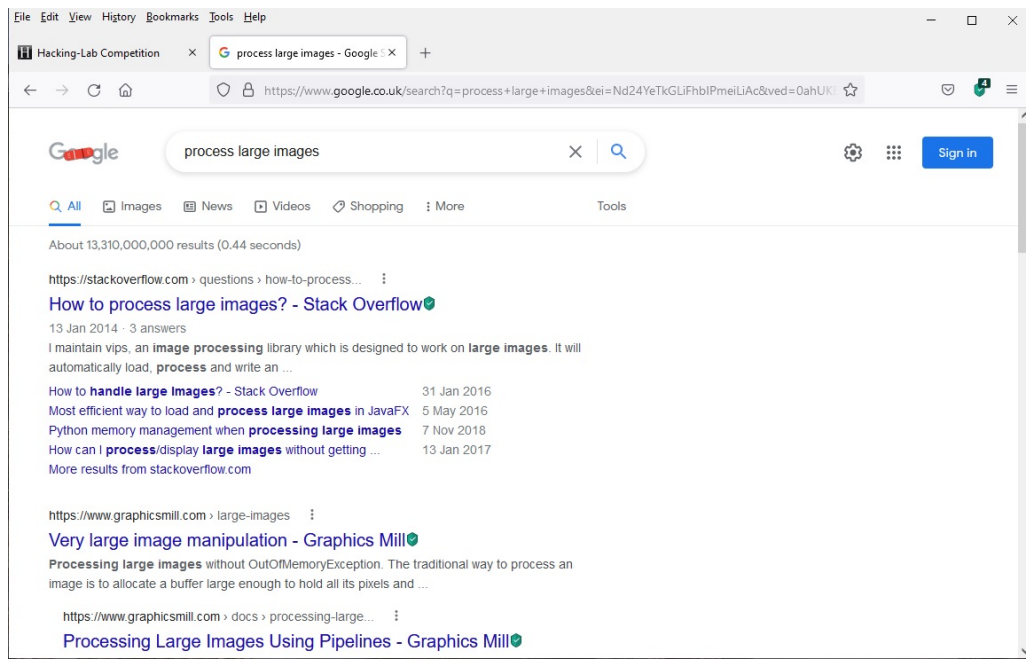 File Edit View History Bookmarks Tools Help
Hacking-Lab Competition
process large images - Google S
https://www.google.co.uk/search?q=process+large+images&ei=Nd24YeTkGLiFhbIPmeiLiAc&ved=0ahUK
4
Google
process large images
Sign in
All Images News Videos Shopping More Tools
About 13,310,000,000 results (0.44 seconds)
https://stackoverflow.com › questions › how-to-process...
How to process large images? - Stack Overflow
13 Jan 2014 · 3 answers
I maintain vips, an image processing library which is designed to work on large images. It will
automatically load, process and write an ...
How to handle large Images? - Stack Overflow 31 Jan 2016
Most efficient way to load and process large images in JavaFX 5 May 2016
Python memory management when processing large images 7 Nov 2018
How can I process/display large images without getting ... 13 Jan 2017
More results from stackoverflow.com
https://www.graphicsmill.com › large-images
Very large image manipulation - Graphics Mill
Processing large images without OutOfMemoryException. The traditional way to process an
image is to allocate a buffer large enough to hold all its pixels and ...
https://www.graphicsmill.com › docs › processing-large...
Processing Large Images Using Pipelines - Graphics Mill